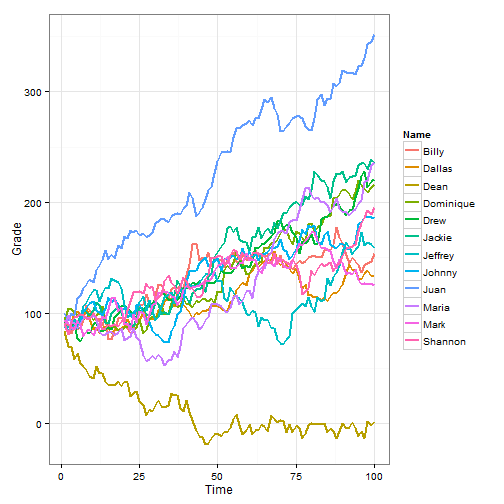 Grade
300
200
100
0
0
25
50
75
100
Time
Name
Billy
Dallas
Dean
Dominique
Drew
Jackie
Jeffrey
Johnny
Juan
Maria
Mark
Shannon